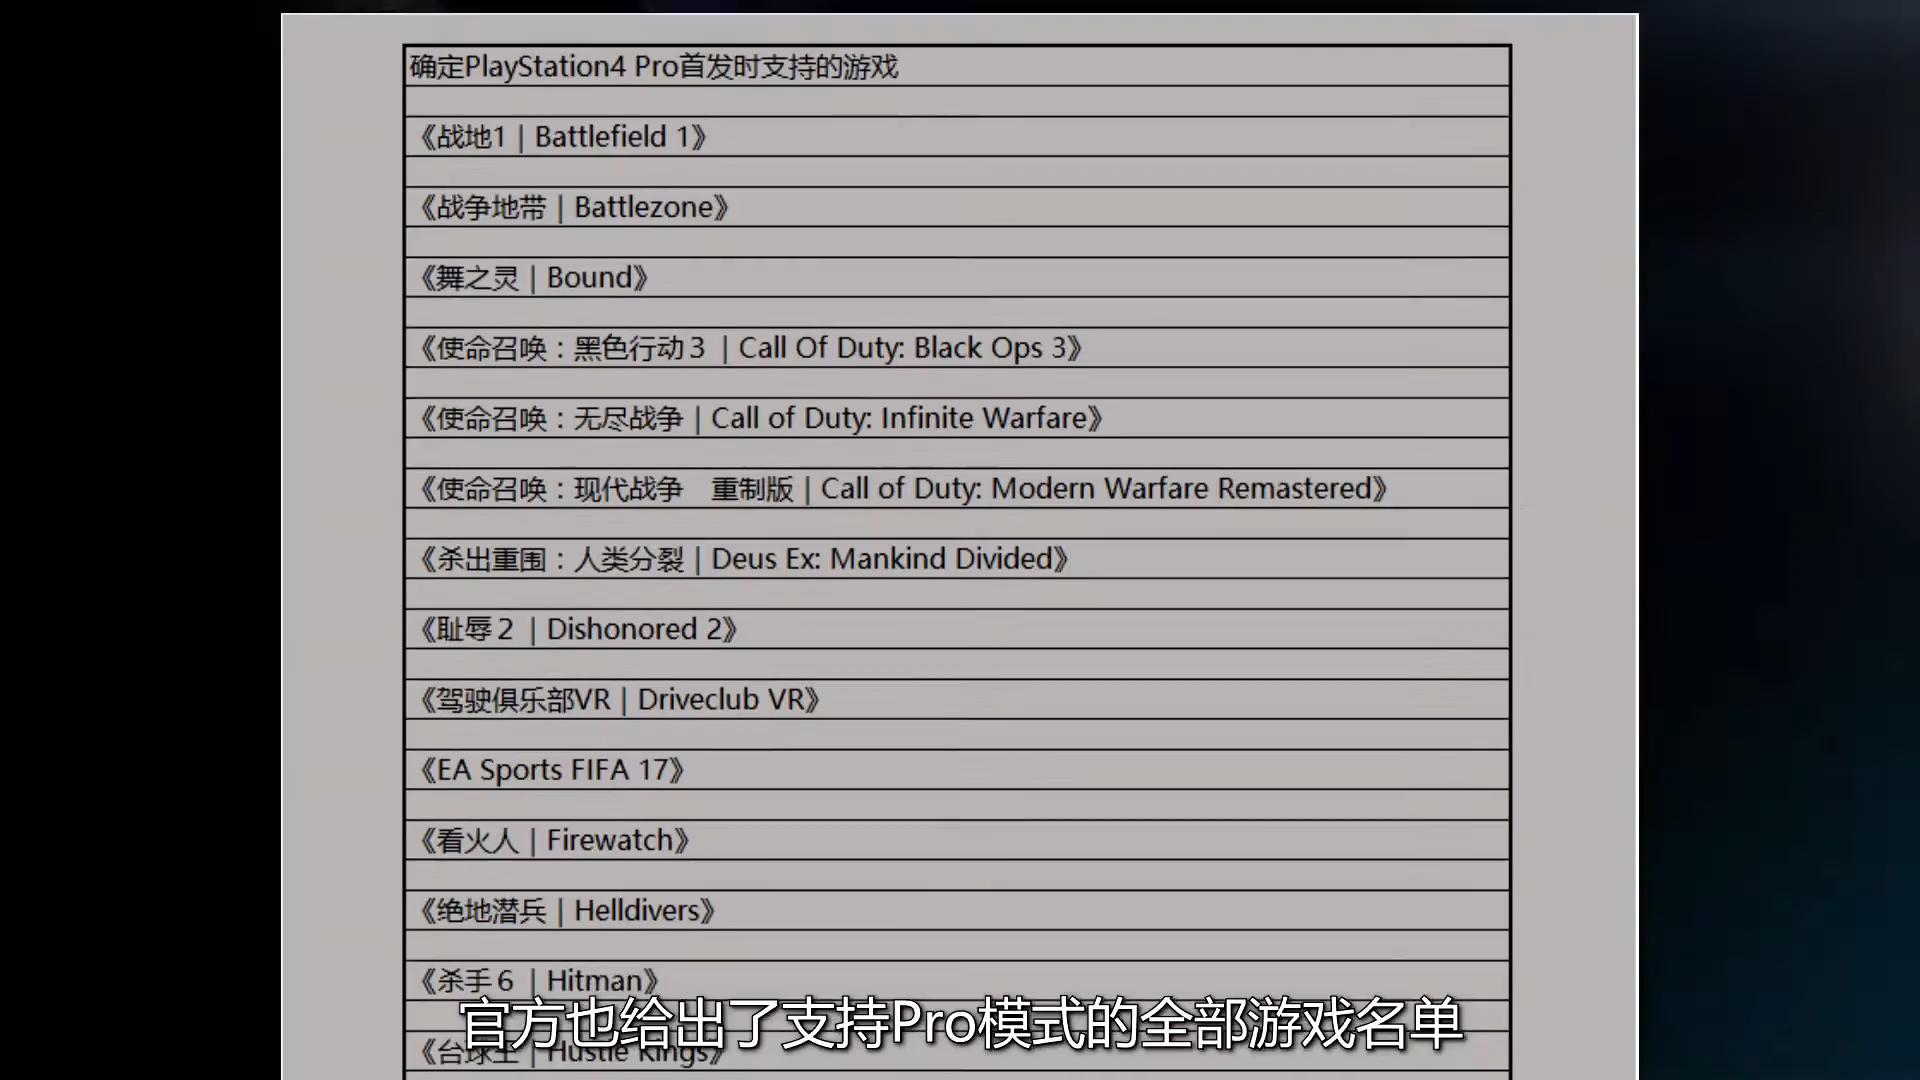 确定PlayStation4 Pro首发时支持的游戏
《战地1 | Battlefield 1》
《战争地带 | Battlezone》
《舞之灵 | Bound》
《使命召唤：黑色行动３ | Call Of Duty: Black Ops 3》
《使命召唤：无尽战争 | Call of Duty: Infinite Warfare》
《使命召唤：现代战争　重制版 | Call of Duty: Modern Warfare Remastered》
《杀出重围：人类分裂 | Deus Ex: Mankind Divided》
《耻辱２ | Dishonored 2》
《驾驶俱乐部VR | Driveclub VR》
《EA Sports FIFA 17》
《看火人 | Firewatch》
《绝地潜兵 | Helldivers》
《杀手６ | Hitman》
官方也给出了支持Pro模式的全部游戏名单
《台球王 | Hustle Kings》